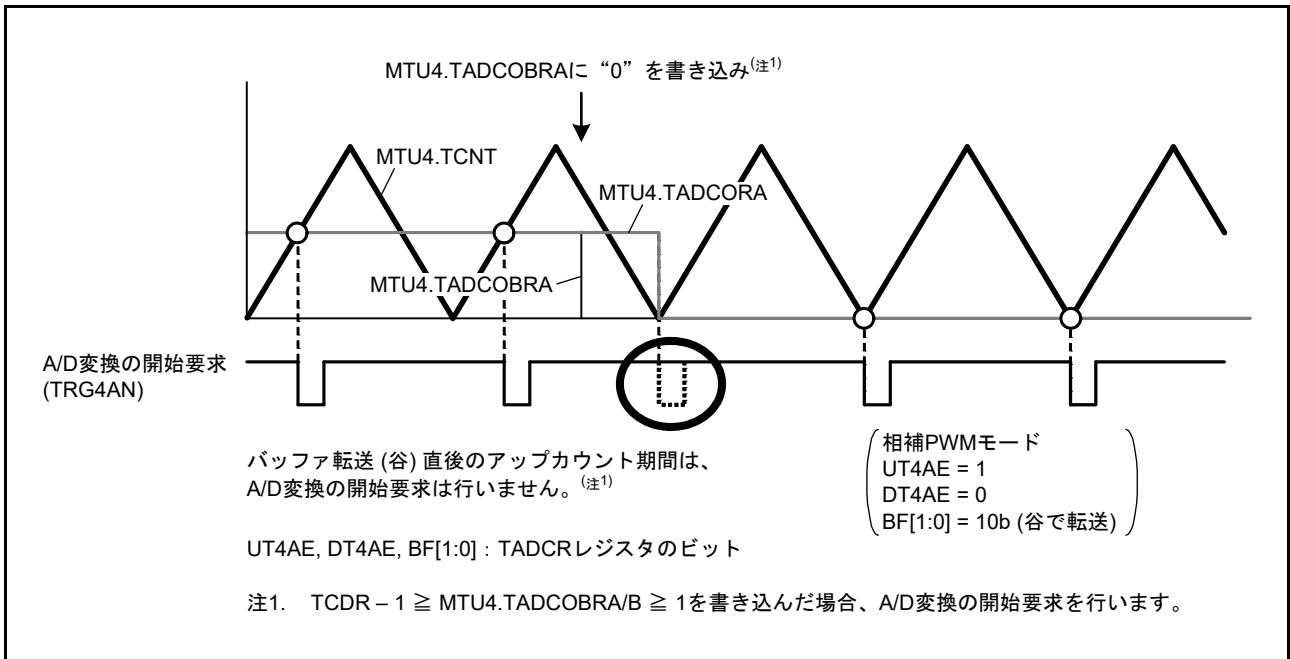 MTU4.TADCOBRAに“0”を書き込み(注1)
MTU4.TCNT
MTU4.TADCORA
MTU4.TADCOBRA
A/D変換の開始要求
(TRG4AN)
バッファ転送 (谷) 直後のアップカウント期間は、
A/D変換の開始要求は行いません。(注1)
相補PWMモード
UT4AE = 1
DT4AE = 0
BF[1:0] = 10b (谷で転送)
UT4AE, DT4AE, BF[1:0] : TADCRレジスタのビット
注1. TCDR – 1 ≧ MTU4.TADCOBRA/B ≧ 1を書き込んだ場合、A/D変換の開始要求を行います。